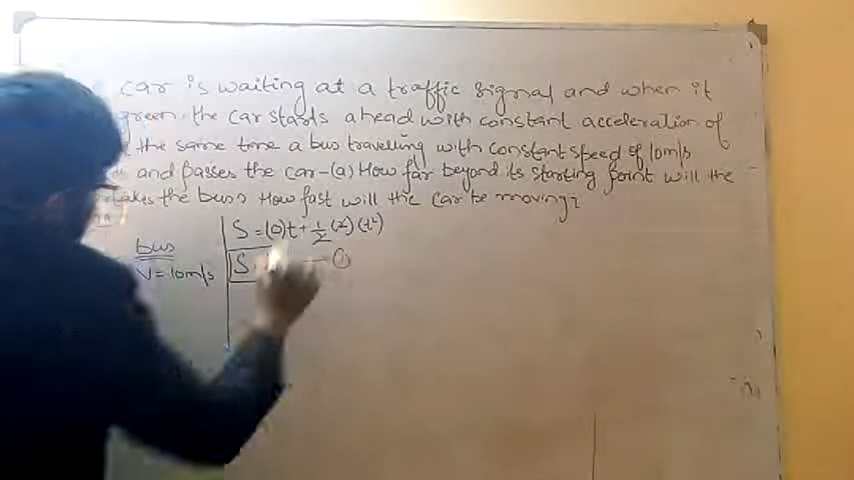 car is waiting at a traffic signal and when it
green, the car starts ahead with constant acceleration of
the same time a bus travelling with constant speed of 10m/s
and passes the car-(a) How far beyond its starting point will the
takes the bus? How fast will the car be moving?
bus
V = 10m/s
S = (0)t + 1/2 (2) (t²)
S
①